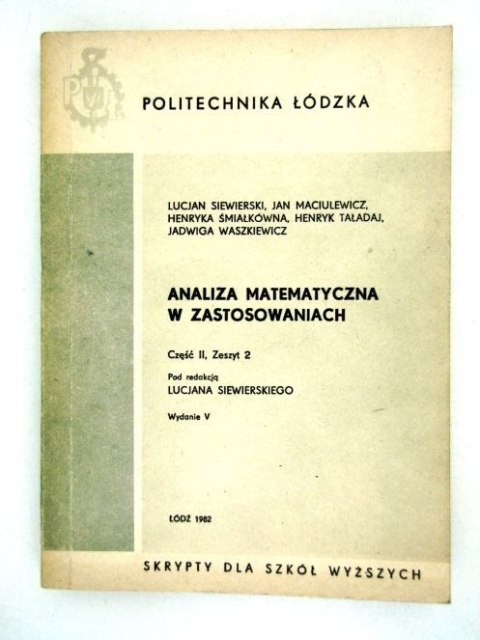 POLITECHNIKA ŁÓDZKA
LUCJAN SIEWIERSKI, JAN MACIULEWICZ,
HENRYKA ŚMIAŁKÓWNA, HENRYK TAŁADAJ,
JADWIGA WASZKIEWICZ
ANALIZA MATEMATYCZNA
W ZASTOSOWANIACH
Część II, Zeszyt 2
Pod redakcją
LUCJANA SIEWIERSKIEGO
Wydanie V
ŁÓDŹ 1982
SKRYPTY DLA SZKÓŁ WYŻSZYCH